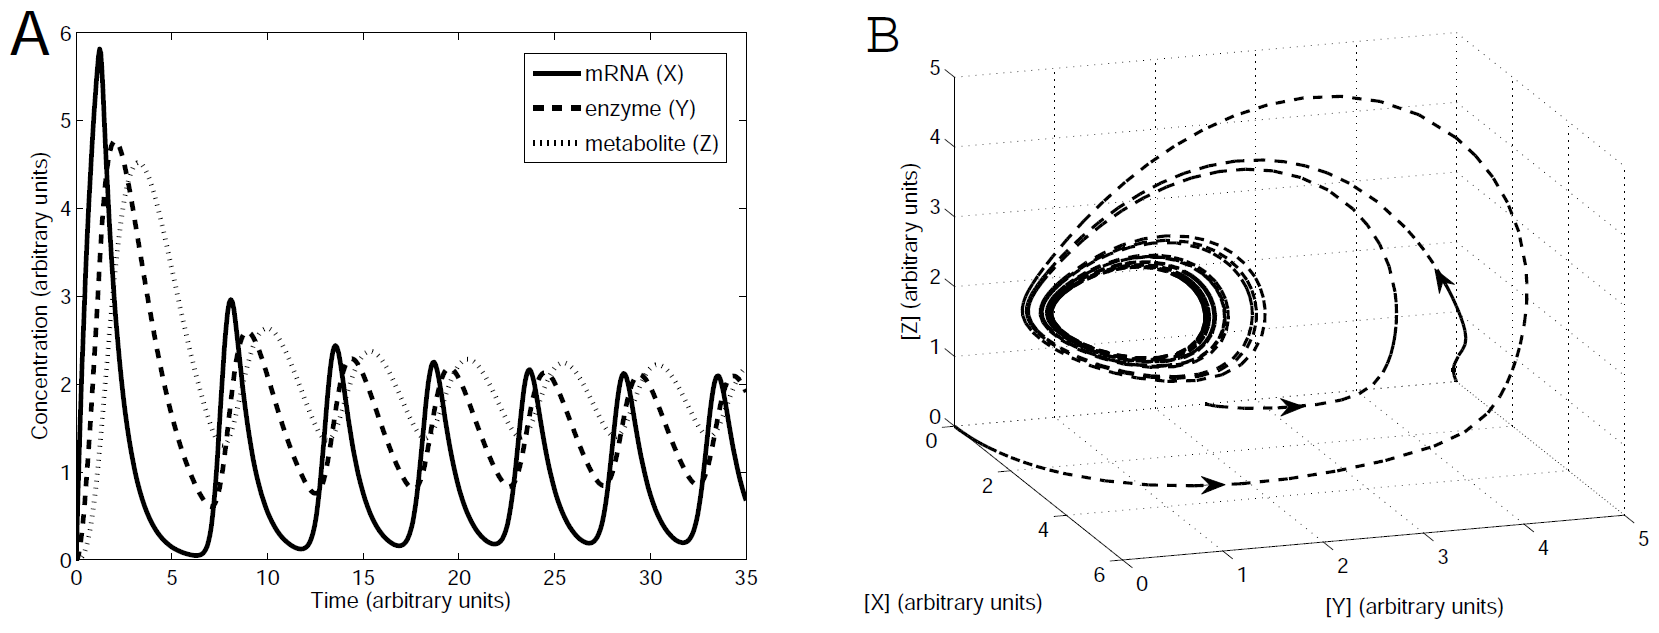 A
6
5
4
3
2
1
0
Concentration (arbitrary units)
mRNA (X)
enzyme (Y)
metabolite (Z)
0 5 10 15 20 25 30 35
Time (arbitrary units)
B
5
4
3
2
1
0
[Z] (arbitrary units)
0
2
4
6
[X] (arbitrary units)
0 1 2 3 4 5
[Y] (arbitrary units)